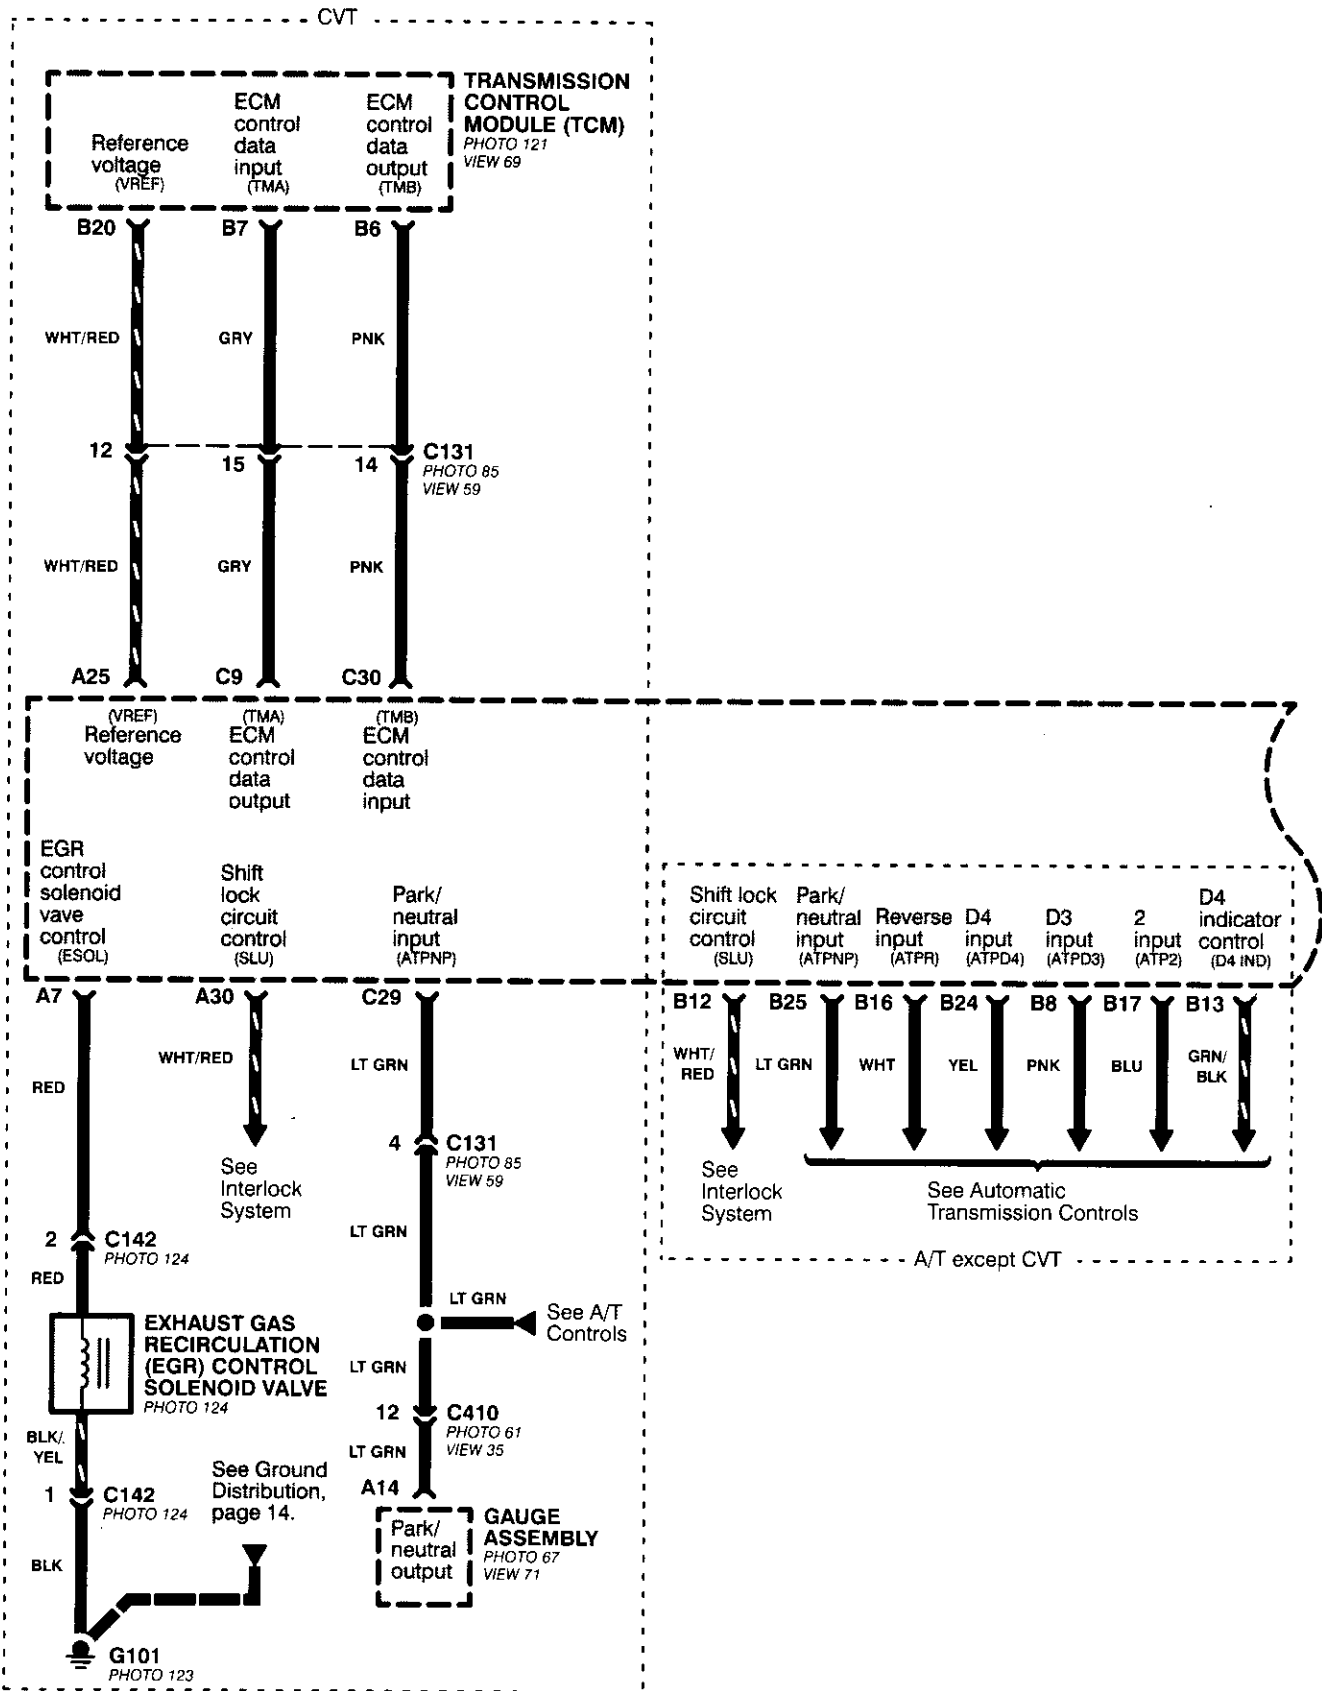 CVT
TRANSMISSION
CONTROL
MODULE (TCM)
PHOTO 121
VIEW 69
Reference
voltage
(VREF)
ECM
control
data
input
(TMA)
ECM
control
data
output
(TMB)
B20
B7
B6
WHT/RED
GRY
PNK
12
15
14
C131
PHOTO 85
VIEW 59
WHT/RED
GRY
PNK
A25
C9
C30
(VREF)
Reference
voltage
(TMA)
ECM
control
data
output
(TMB)
ECM
control
data
input
EGR
control
solenoid
vave
control
(ESOL)
Shift
lock
circuit
control
(SLU)
Park/
neutral
input
(ATPNP)
Shift lock
circuit
control
(SLU)
Park/
neutral
input
(ATPNP)
Reverse
input
(ATPR)
D4
input
(ATPD4)
D3
input
(ATPD3)
2
input
(ATP2)
D4
indicator
control
(D4 IND)
A7
A30
C29
B12
B25
B16
B24
B8
B17
B13
RED
WHT/RED
LT GRN
WHT/
RED
LT GRN
WHT
YEL
PNK
BLU
GRN/
BLK
4
C131
PHOTO 85
VIEW 59
See
Interlock
System
See
Interlock
System
See Automatic
Transmission Controls
A/T except CVT
LT GRN
2
C142
PHOTO 124
RED
LT GRN
See A/T
Controls
EXHAUST GAS
RECIRCULATION
(EGR) CONTROL
SOLENOID VALVE
PHOTO 124
LT GRN
12
C410
PHOTO 61
VIEW 35
BLK/.
YEL
LT GRN
1
C142
PHOTO 124
See Ground
Distribution,
page 14.
A14
Park/
neutral
output
GAUGE
ASSEMBLY
PHOTO 67
VIEW 71
BLK
G101
PHOTO 123